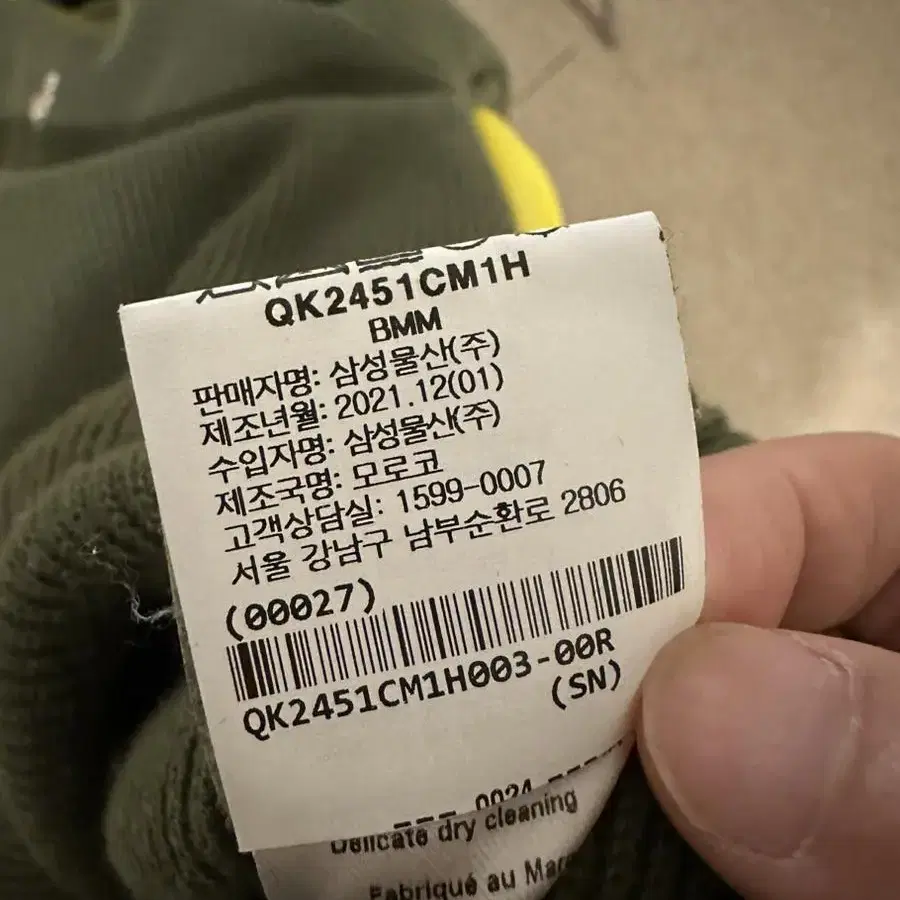 QK2451CM1H
BMM
판매자명: 삼성물산(주)
제조년월: 2021.12(01)
수입자명: 삼성물산(주)
제조국명: 모로코
고객상담실: 1599-0007
서울 강남구 남부순환로 2806
(00027)
QK2451CM1H003-00R
(SN)
--- 0024 ----
Delicate dry cleaning
Fabriqué au